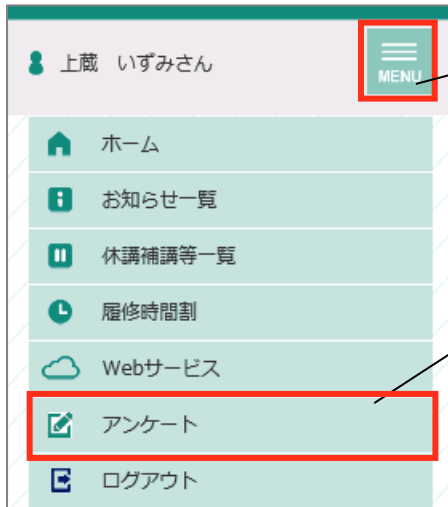 上蔵　いずみさん
MENU
ホーム
お知らせ一覧
休講補講等一覧
履修時間割
Webサービス
アンケート
ログアウト